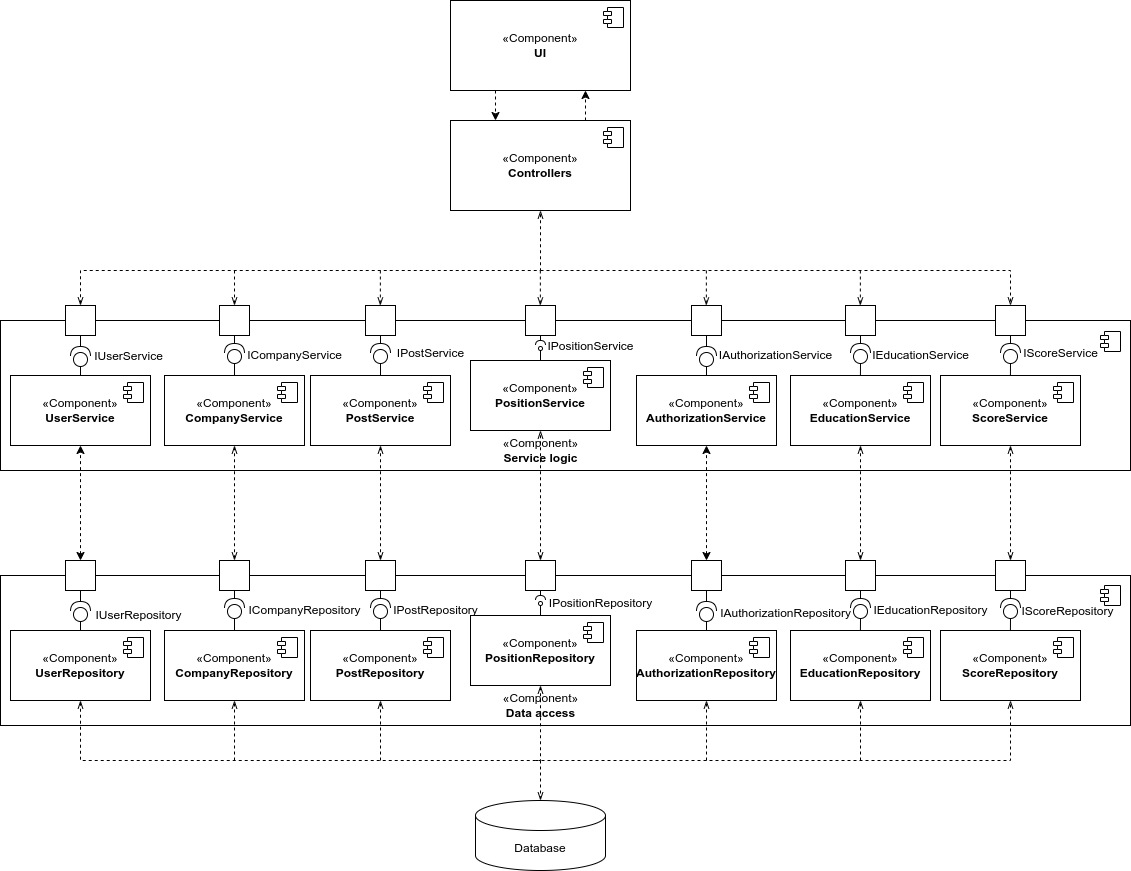 «Component»
UI
«Component»
Controllers
IUserService
ICompanyService
IPostService
IPositionService
IAuthorizationService
IEducationService
IScoreService
«Component»
UserService
«Component»
CompanyService
«Component»
PostService
«Component»
PositionService
«Component»
AuthorizationService
«Component»
EducationService
«Component»
ScoreService
«Component»
Service logic
IUserRepository
ICompanyRepository
IPostRepository
IPositionRepository
IAuthorizationRepository
IEducationRepository
IScoreRepository
«Component»
UserRepository
«Component»
CompanyRepository
«Component»
PostRepository
«Component»
PositionRepository
«Component»
AuthorizationRepository
«Component»
EducationRepository
«Component»
ScoreRepository
«Component»
Data access
Database